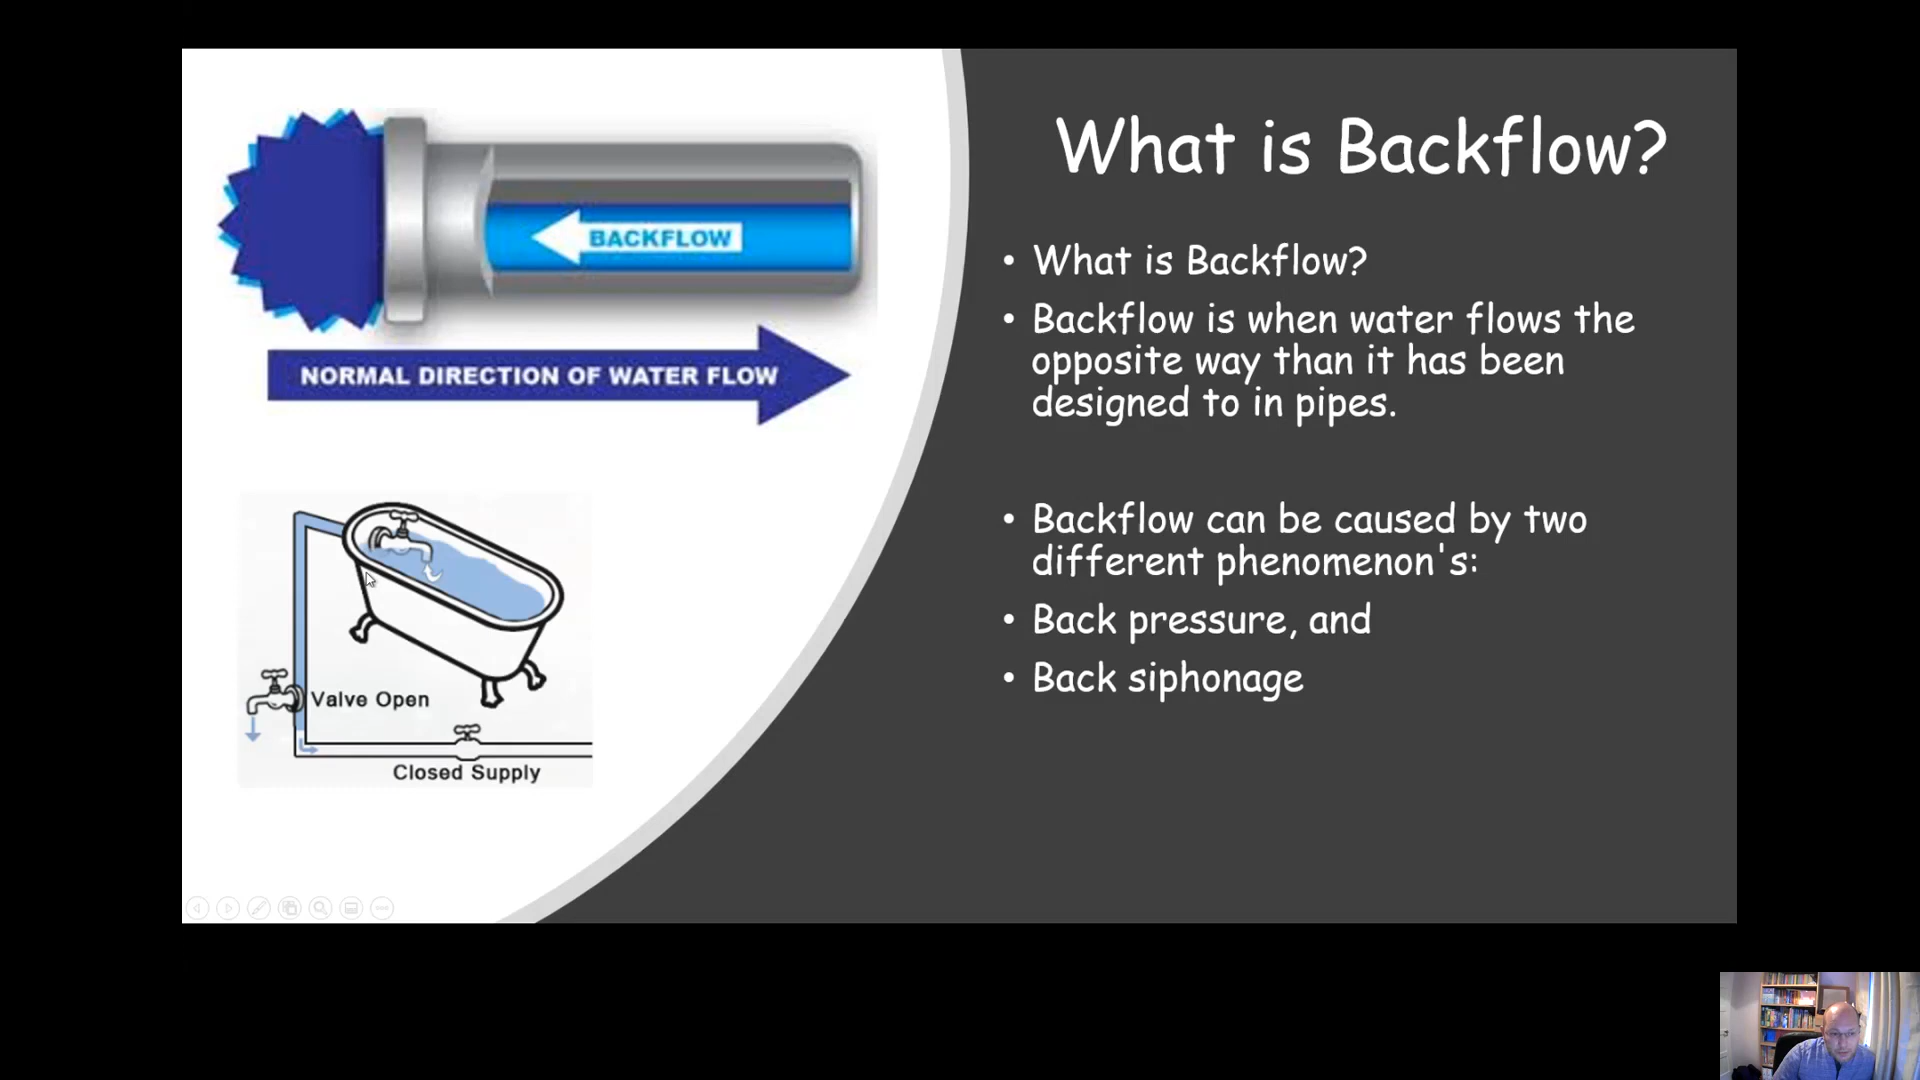 What is Backflow?
BACKFLOW
NORMAL DIRECTION OF WATER FLOW
• What is Backflow?
• Backflow is when water flows the
opposite way than it has been
designed to in pipes.
• Backflow can be caused by two
different phenomenon's:
• Back pressure, and
• Back siphonage
Valve Open
Closed Supply